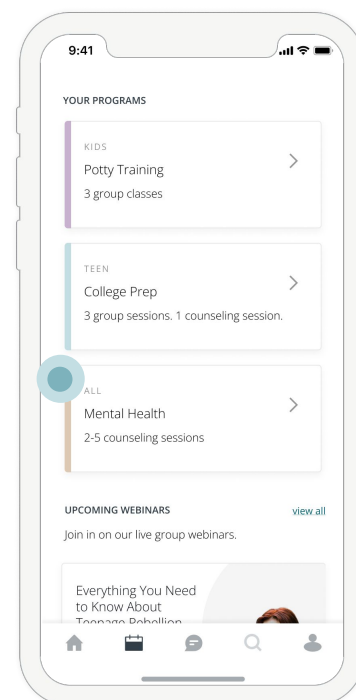 9:41
YOUR PROGRAMS
KIDS
Potty Training
3 group classes
TEEN
College Prep
3 group sessions. 1 counseling session.
ALL
Mental Health
2-5 counseling sessions
UPCOMING WEBINARS
view all
Join in on our live group webinars.
Everything You Need
to Know About
Teenage Rebellion